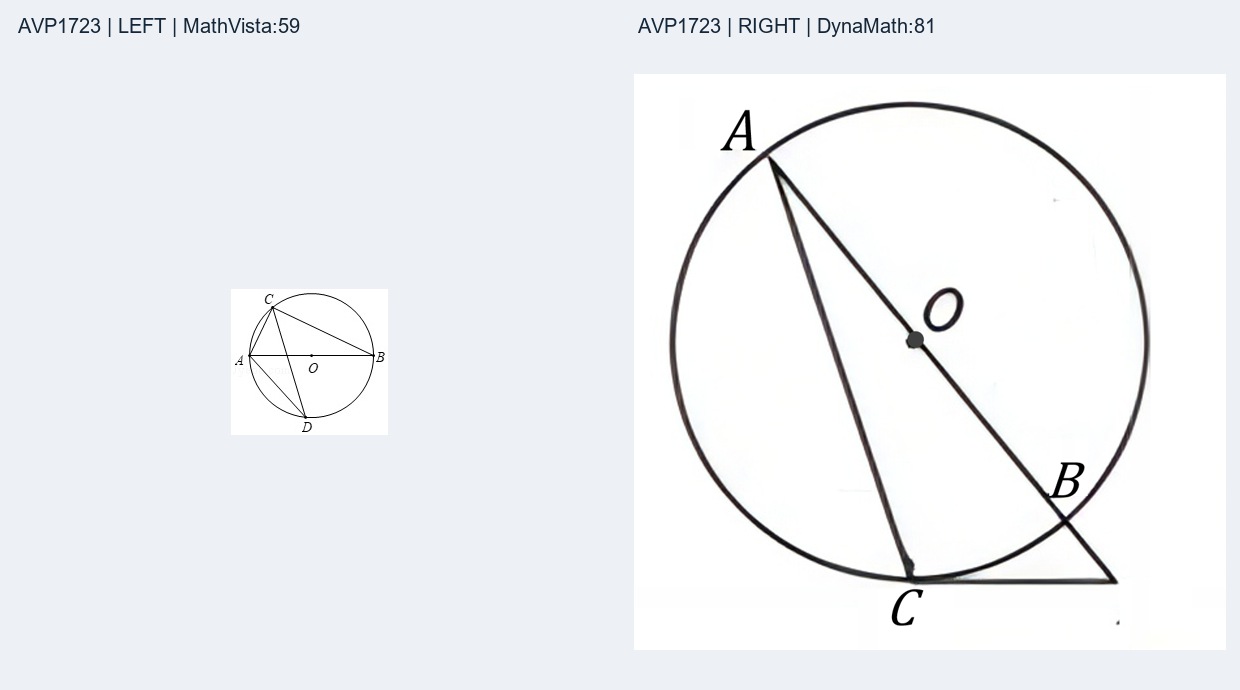 AVP1723 | LEFT | MathVista:59
AVP1723 | RIGHT | DynaMath:81
A
O
B
C
C
A
B
O
D